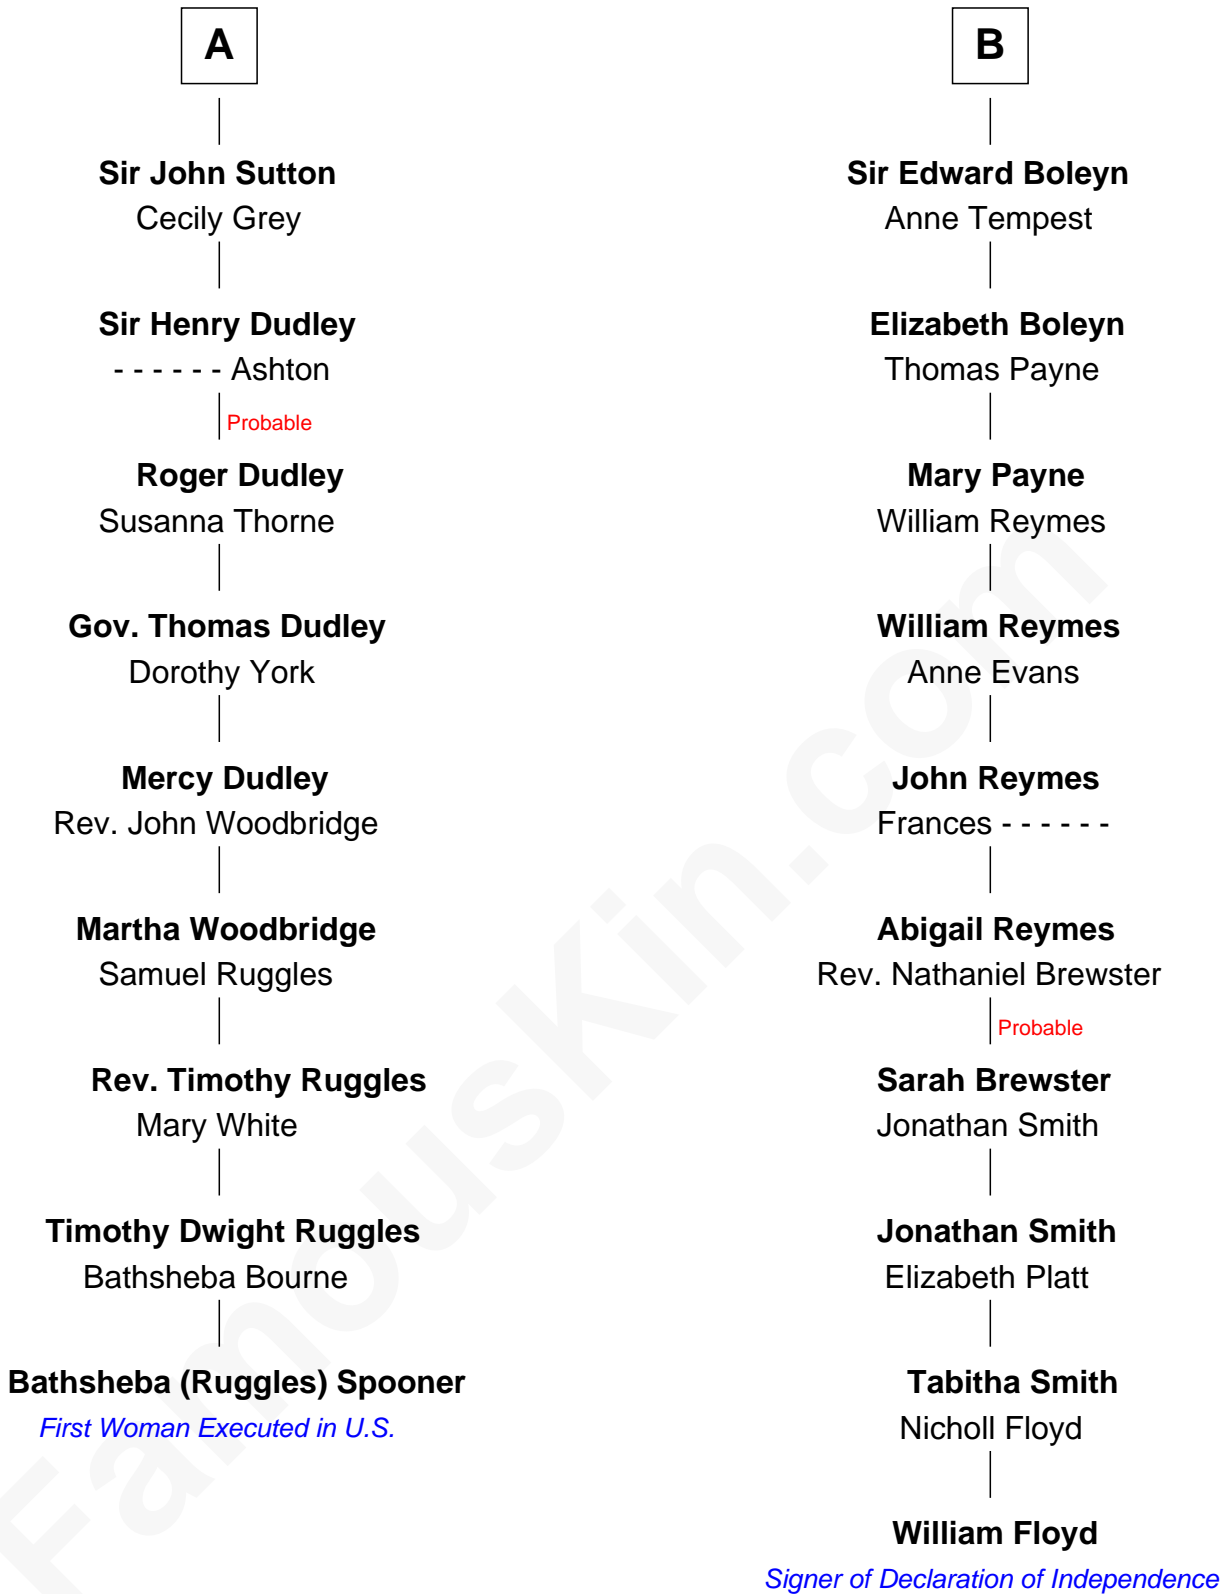 A
Sir John Sutton
Cecily Grey
Sir Henry Dudley
- - - - - - Ashton
Probable
Roger Dudley
Susanna Thorne
Gov. Thomas Dudley
Dorothy York
Mercy Dudley
Rev. John Woodbridge
Martha Woodbridge
Samuel Ruggles
Rev. Timothy Ruggles
Mary White
Timothy Dwight Ruggles
Bathsheba Bourne
Bathsheba (Ruggles) Spooner
First Woman Executed in U.S.
B
Sir Edward Boleyn
Anne Tempest
Elizabeth Boleyn
Thomas Payne
Mary Payne
William Reymes
William Reymes
Anne Evans
John Reymes
Frances - - - - - -
Abigail Reymes
Rev. Nathaniel Brewster
Probable
Sarah Brewster
Jonathan Smith
Jonathan Smith
Elizabeth Platt
Tabitha Smith
Nicholl Floyd
William Floyd
Signer of Declaration of Independence
FamousKin.com